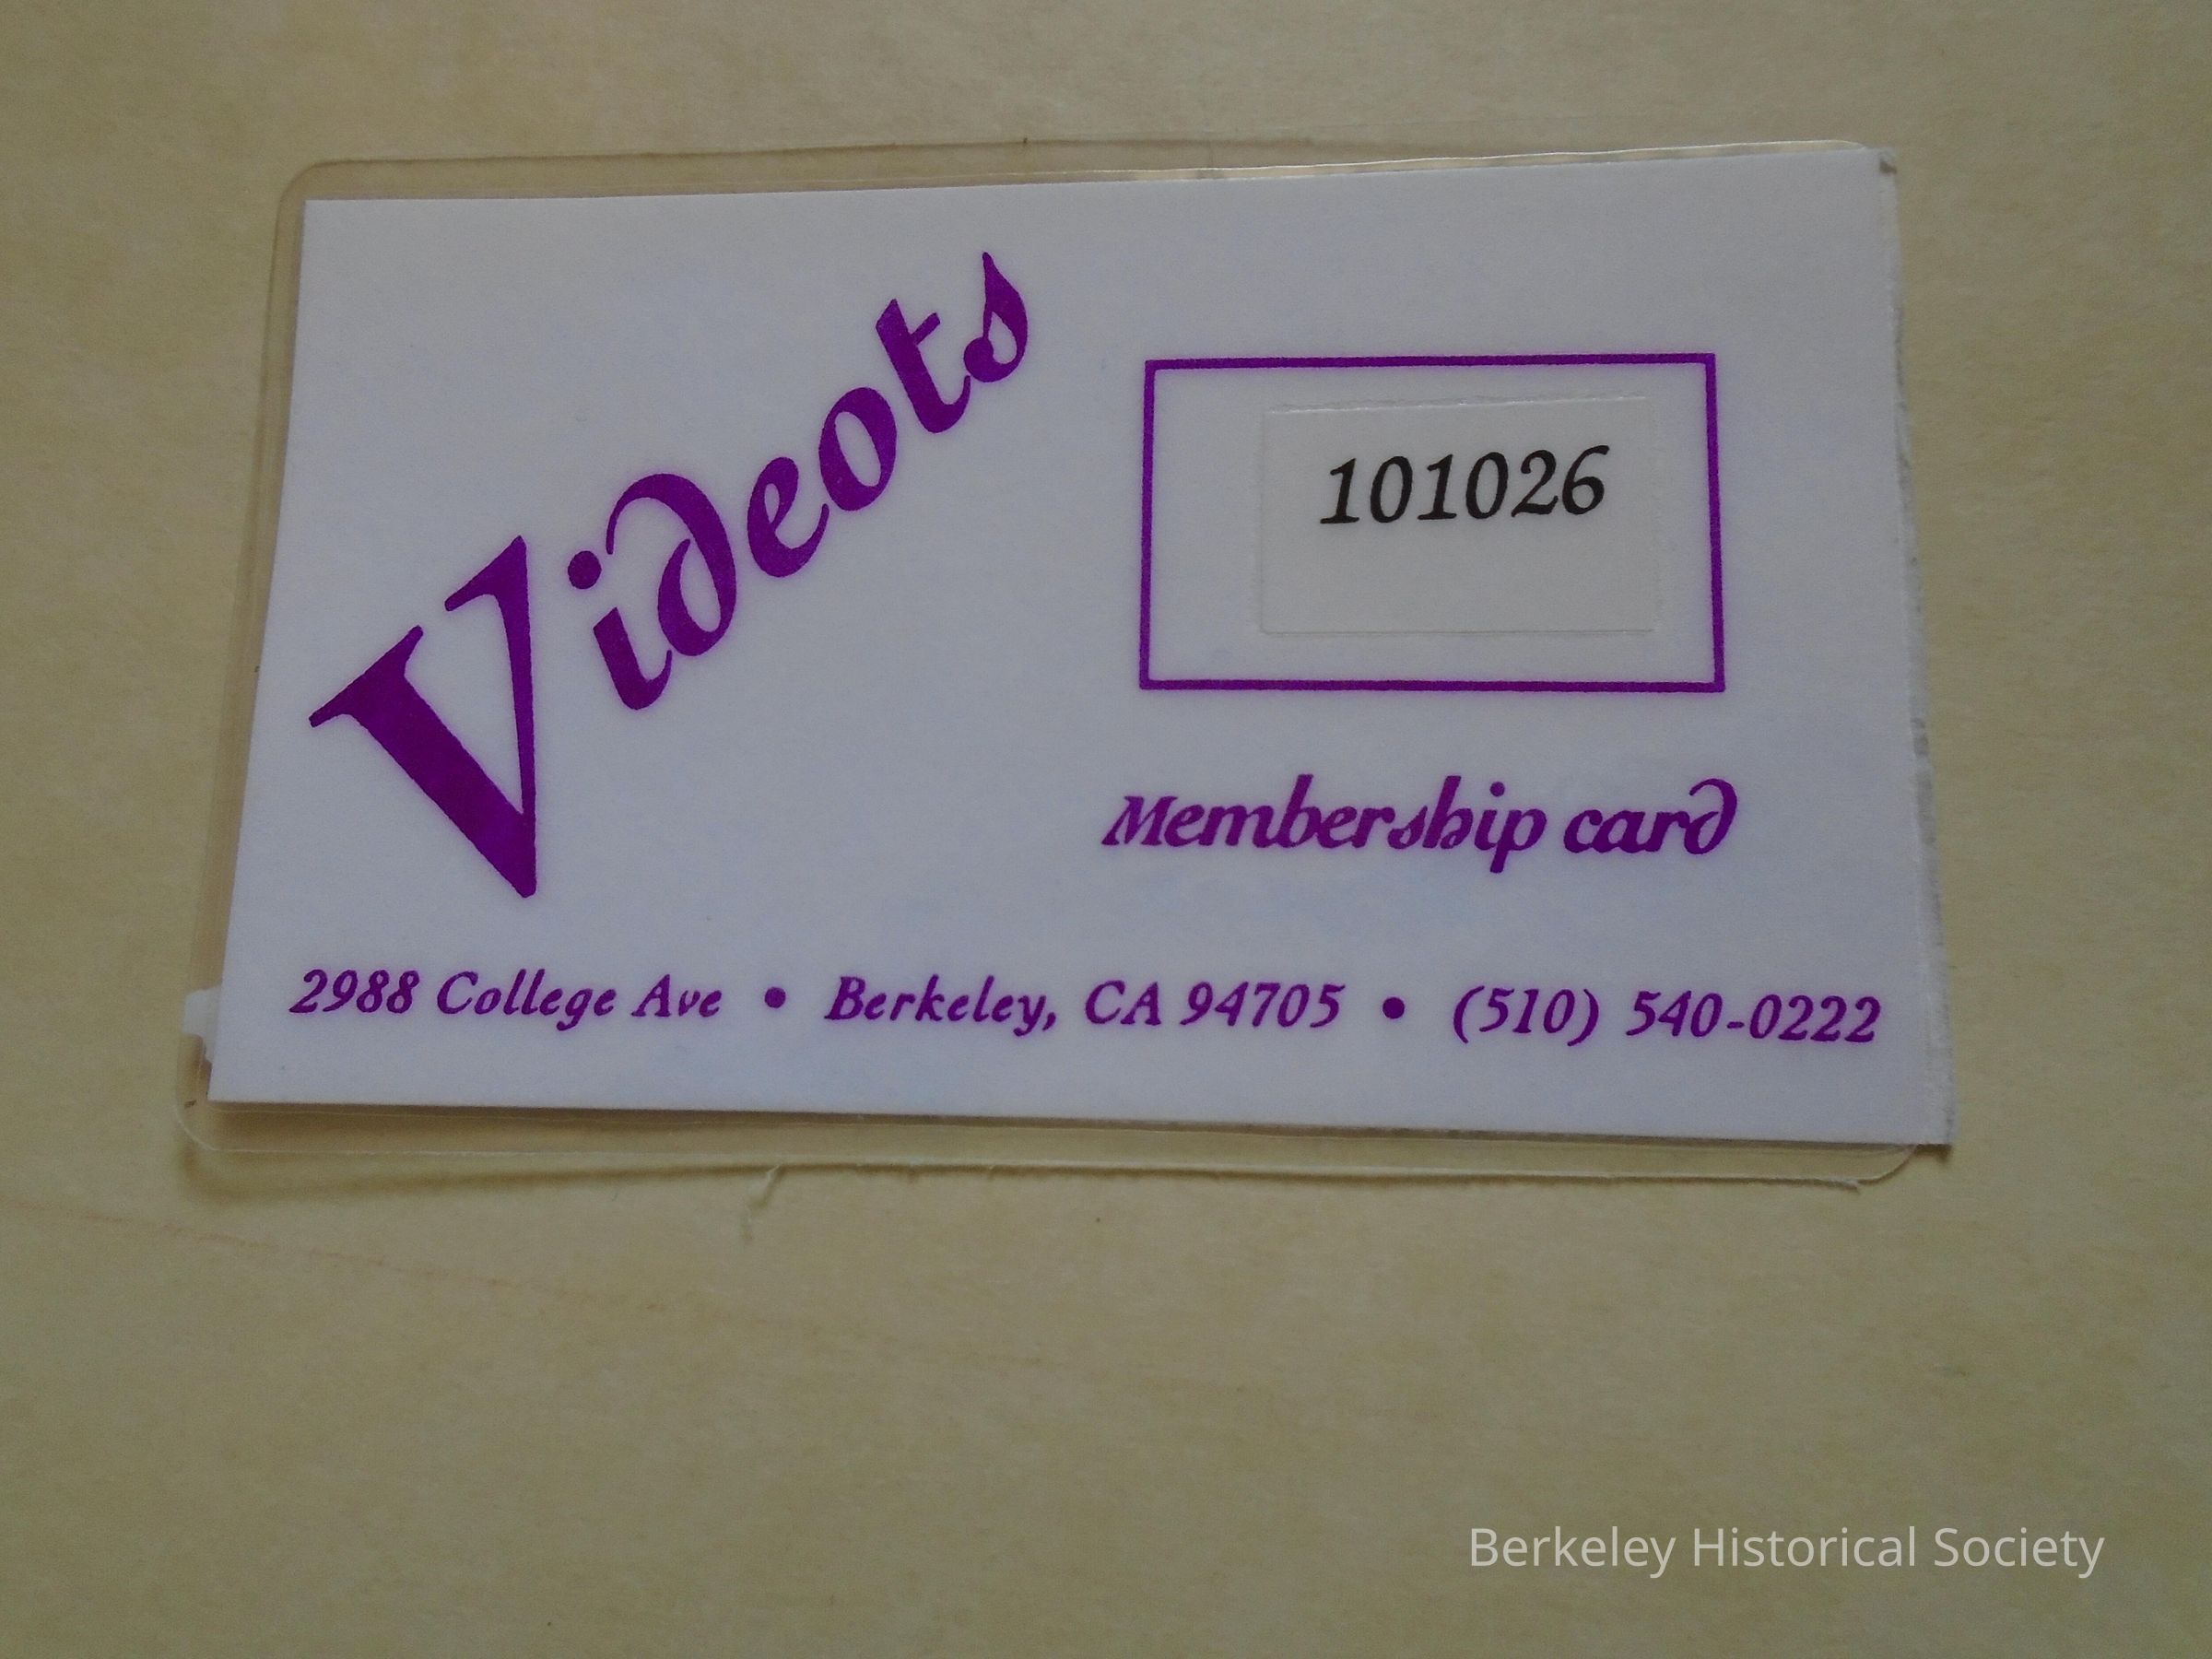 Videots
101026
Membership card
2988 College Ave • Berkeley, CA 94705 • (510) 540-0222
Berkeley Historical Society